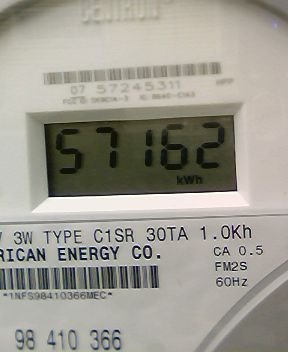 CENTRON
07 57245311
57162
kWh
3W TYPE C1SR 30TA 1.0Kh
RICAN ENERGY CO.
CA 0.5
FM2S
60Hz
*1NFS98410366MEC*
98 410 366